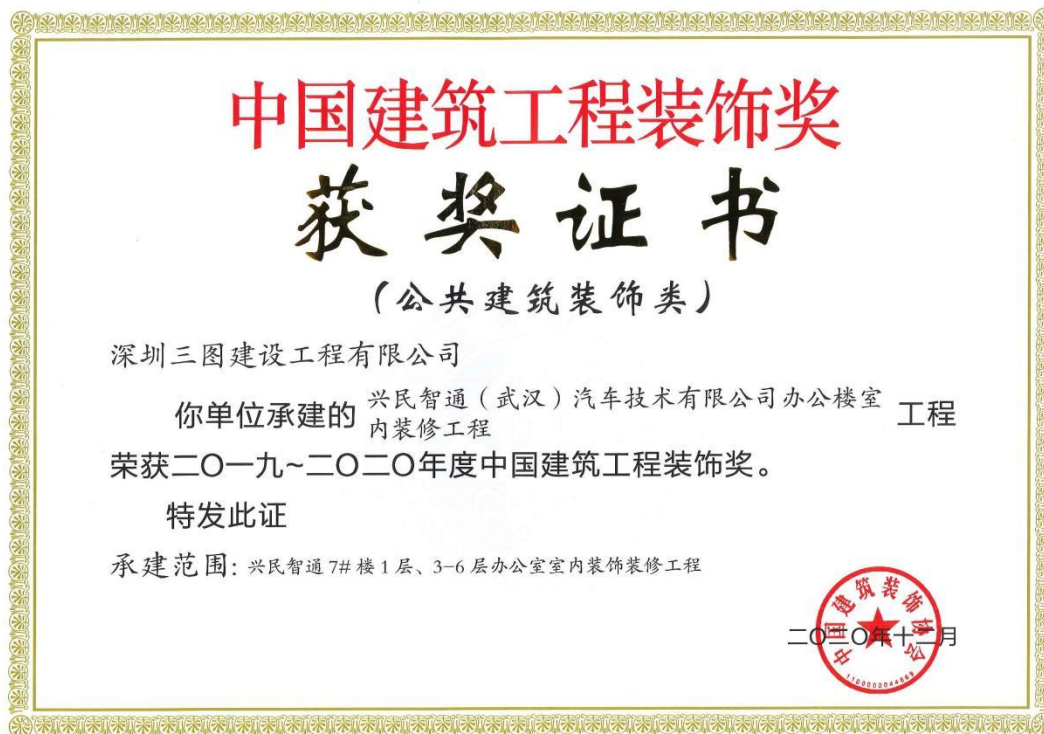 中国建筑工程装饰奖
获奖证书
（公共建筑装饰类）
深圳三图建设工程有限公司
你单位承建的 兴民智通（武汉）汽车技术有限公司办公楼室内装修工程 工程
荣获二〇一九~二〇二〇年度中国建筑工程装饰奖。
特发此证
承建范围：兴民智通 7# 楼 1 层、3-6 层办公室室内装饰装修工程
二〇二〇年十二月
中国建筑装饰协会